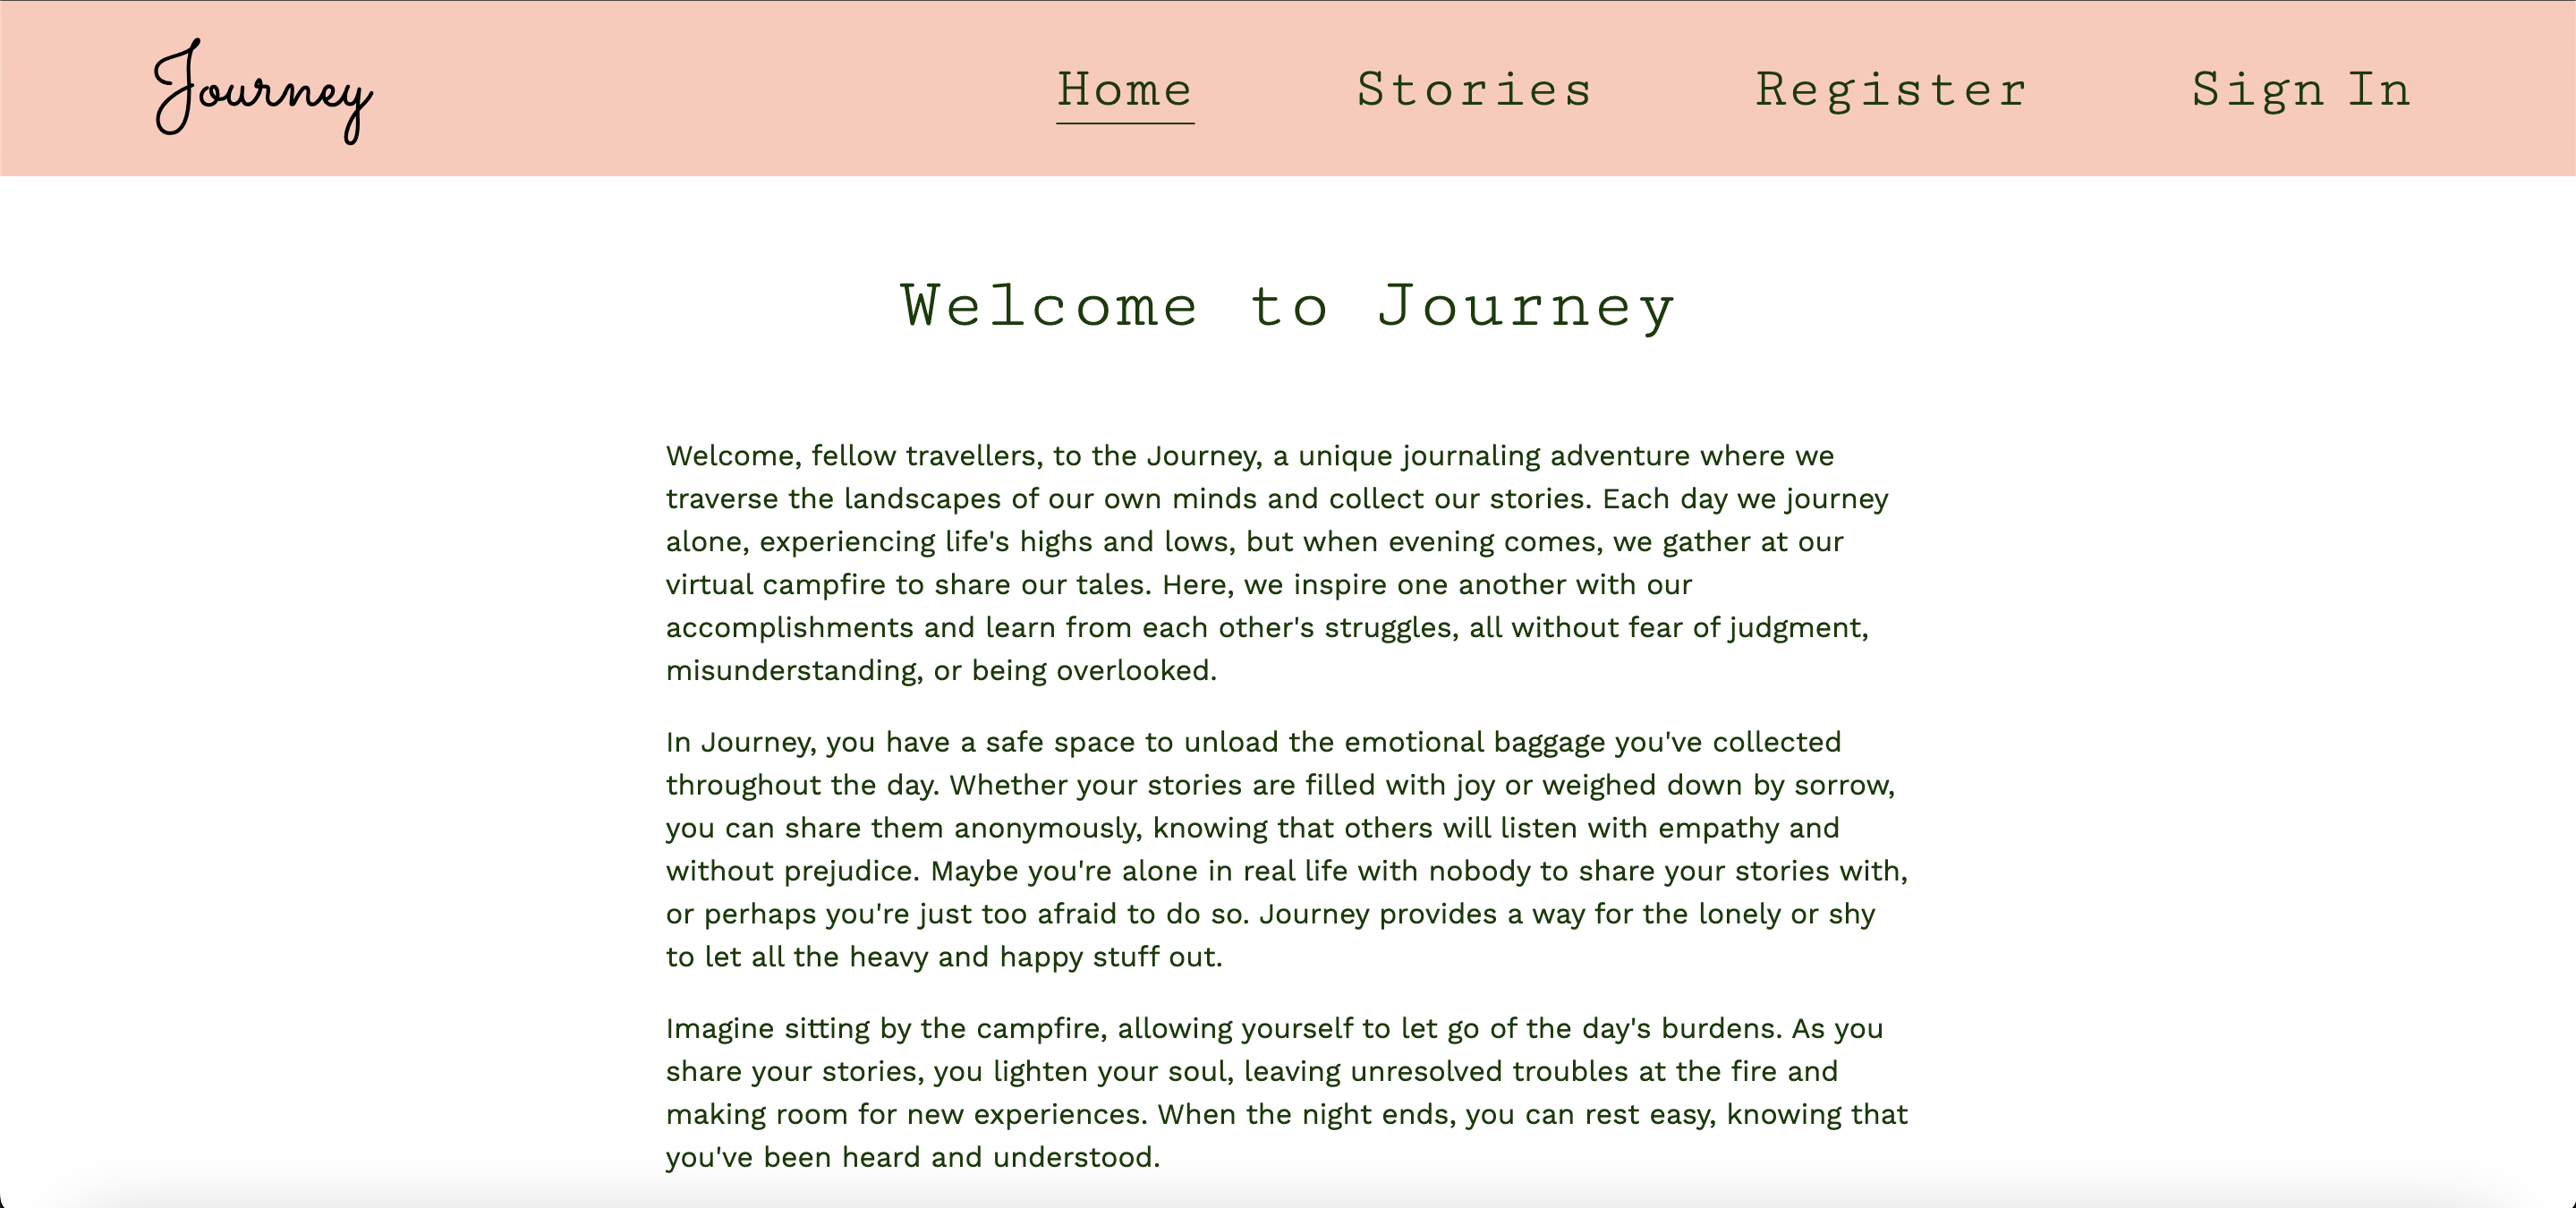 Journey
Home
Stories
Register
Sign In
Welcome to Journey
Welcome, fellow travellers, to the Journey, a unique journaling adventure where we
traverse the landscapes of our own minds and collect our stories. Each day we journey
alone, experiencing life's highs and lows, but when evening comes, we gather at our
virtual campfire to share our tales. Here, we inspire one another with our
accomplishments and learn from each other's struggles, all without fear of judgment,
misunderstanding, or being overlooked.
In Journey, you have a safe space to unload the emotional baggage you've collected
throughout the day. Whether your stories are filled with joy or weighed down by sorrow,
you can share them anonymously, knowing that others will listen with empathy and
without prejudice. Maybe you're alone in real life with nobody to share your stories with,
or perhaps you're just too afraid to do so. Journey provides a way for the lonely or shy
to let all the heavy and happy stuff out.
Imagine sitting by the campfire, allowing yourself to let go of the day's burdens. As you
share your stories, you lighten your soul, leaving unresolved troubles at the fire and
making room for new experiences. When the night ends, you can rest easy, knowing that
you've been heard and understood.